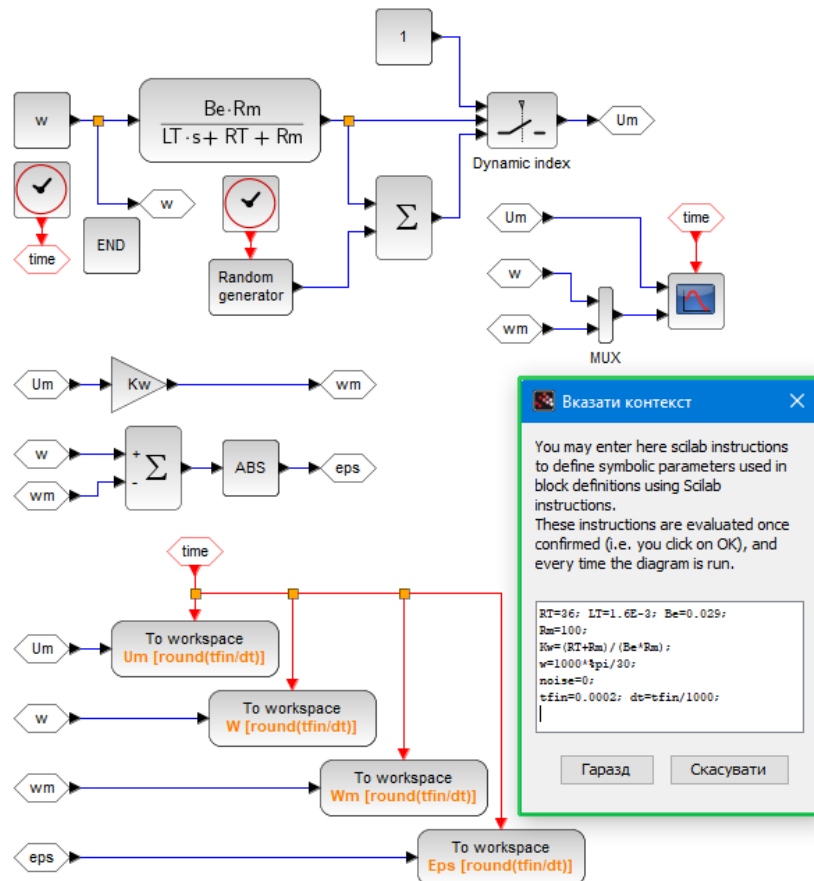 1
w
Be·Rm
LT·s+ RT + Rm
Um
Dynamic index
w
END
time
Random
generator
Σ
Um
time
w
wm
MUX
Um
Kw
wm
w
wm
+
-
Σ
ABS
eps
time
Um
To workspace
Um [round(tfin/dt)]
w
To workspace
W [round(tfin/dt)]
wm
To workspace
Wm [round(tfin/dt)]
eps
To workspace
Eps [round(tfin/dt)]
Вказати контекст
You may enter here scilab instructions
to define symbolic parameters used in
block definitions using Scilab
instructions.
These instructions are evaluated once
confirmed (i.e. you click on OK), and
every time the diagram is run.
RT=36; LT=1.6E-3; Be=0.029;
Rm=100;
Kw=(RT+Rm)/(Be*Rm);
w=1000*%pi/30;
noise=0;
tfin=0.0002; dt=tfin/1000;
Гаразд
Скасувати